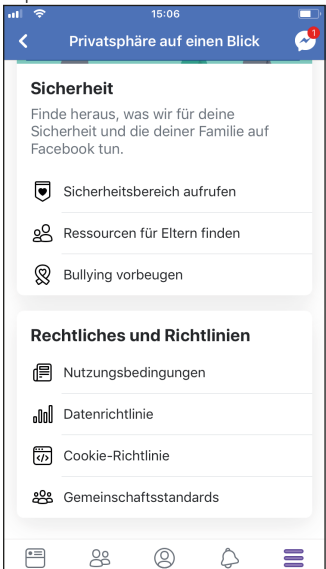 15:06
Privatsphäre auf einen Blick
1
Sicherheit
Finde heraus, was wir für deine
Sicherheit und die deiner Familie auf
Facebook tun.
Sicherheitsbereich aufrufen
Ressourcen für Eltern finden
Bullying vorbeugen
Rechtliches und Richtlinien
Nutzungsbedingungen
Datenrichtlinie
Cookie-Richtlinie
Gemeinschaftsstandards